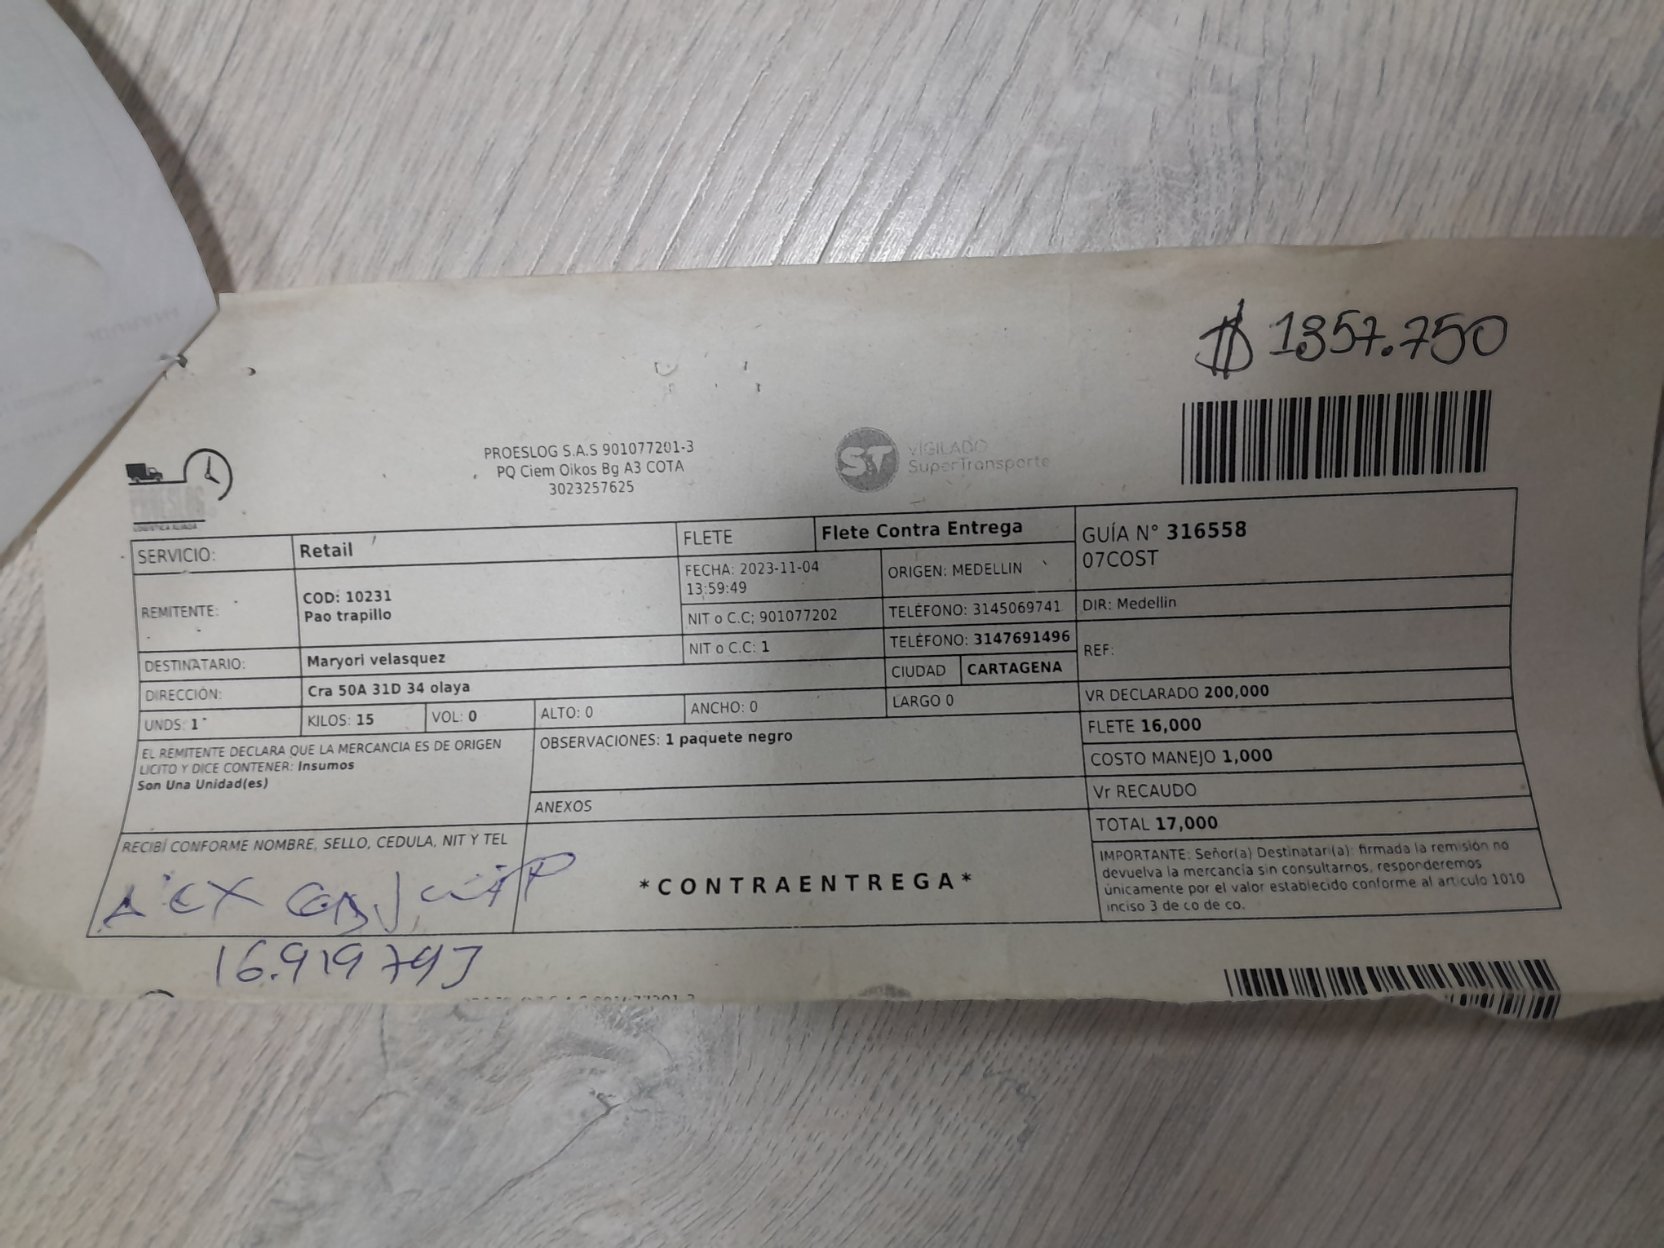 $ 1357.750
PROESLOG S.A.S 901077201-3
PQ Ciem Oikos Bg A3 COTA
3023257625
VIGILADO
SuperTransporte
ST
PROESLOG
LOGÍSTICA ALIADA
SERVICIO: Retail
FLETE Flete Contra Entrega
GUÍA N° 316558
07COST
REMITENTE: COD: 10231
Pao trapillo
FECHA: 2023-11-04
13:59:49
ORIGEN: MEDELLIN
NIT o C.C; 901077202
TELÉFONO: 3145069741
DIR: Medellin
DESTINATARIO: Maryori velasquez
NIT o C.C: 1
TELÉFONO: 3147691496
REF:
DIRECCIÓN: Cra 50A 31D 34 olaya
CIUDAD CARTAGENA
UNDS: 1
KILOS: 15
VOL: 0
ALTO: 0
ANCHO: 0
LARGO 0
VR DECLARADO 200,000
FLETE 16,000
COSTO MANEJO 1,000
Vr RECAUDO
TOTAL 17,000
EL REMITENTE DECLARA QUE LA MERCANCIA ES DE ORIGEN
LICITO Y DICE CONTENER: Insumos
Son Una Unidad(es)
OBSERVACIONES: 1 paquete negro
ANEXOS
RECIBÍ CONFORME NOMBRE, SELLO, CEDULA, NIT Y TEL
*CONTRAENTREGA*
IMPORTANTE: Señor(a) Destinatari(a): firmada la remisión no
devuelva la mercancía sin consultarnos, responderemos
únicamente por el valor establecido conforme al articulo 1010
inciso 3 de co de co.